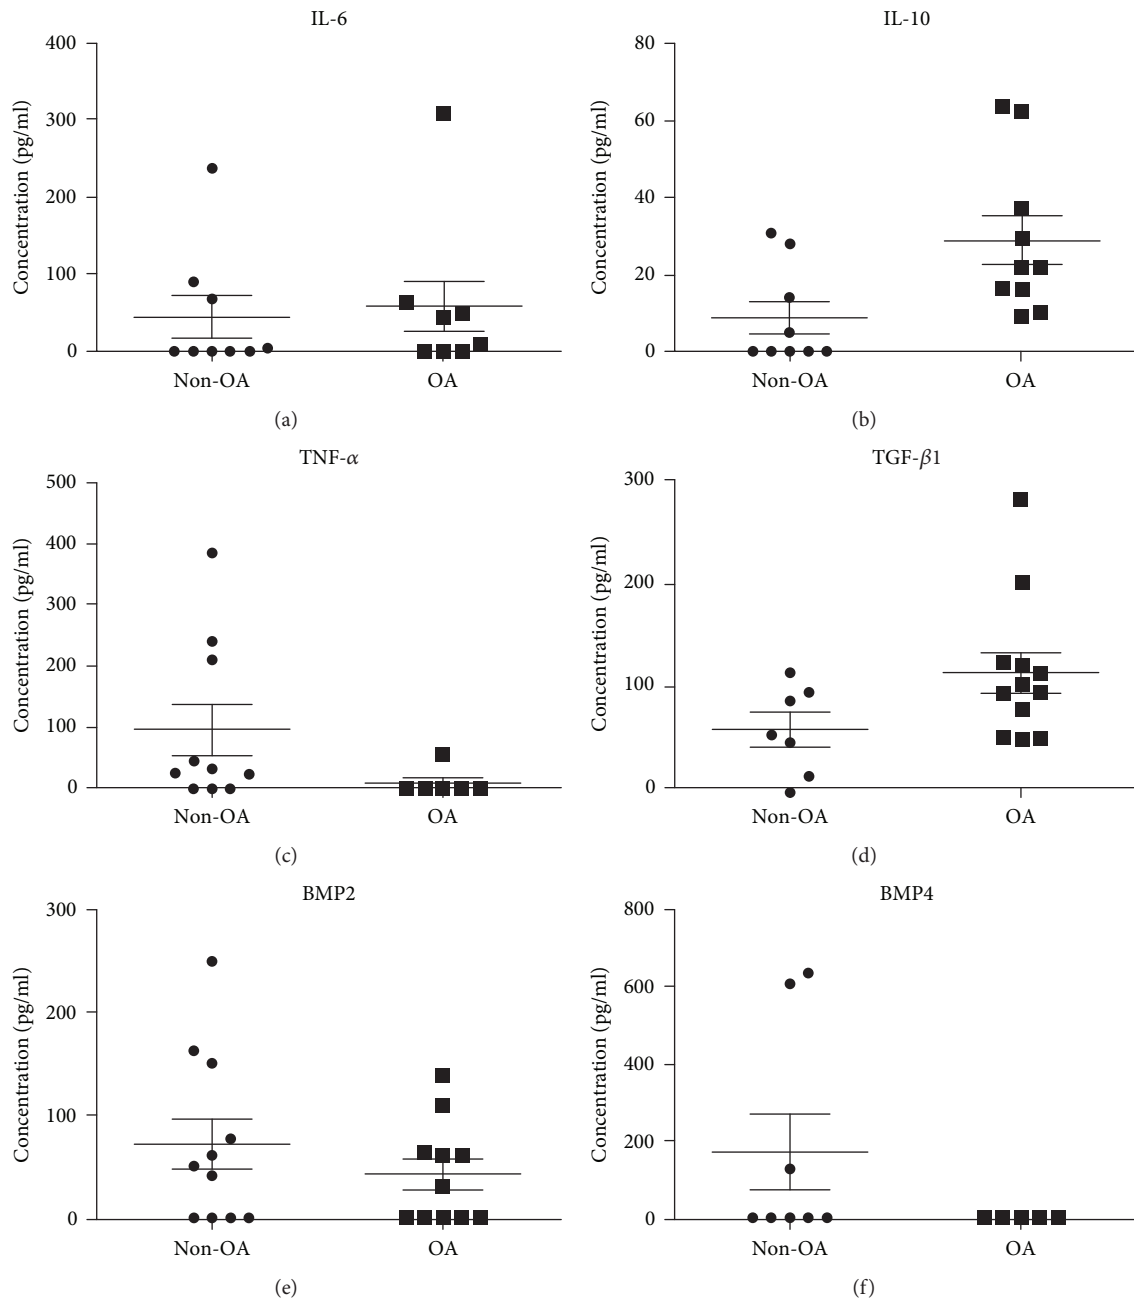 IL-6
400
300
200
100
0
Concentration (pg/ml)
Non-OA
OA
(a)
IL-10
80
60
40
20
0
Concentration (pg/ml)
Non-OA
OA
(b)
TNF-α
500
400
300
200
100
0
Concentration (pg/ml)
Non-OA
OA
(c)
TGF-β1
300
200
100
0
Concentration (pg/ml)
Non-OA
OA
(d)
BMP2
300
200
100
0
Concentration (pg/ml)
Non-OA
OA
(e)
BMP4
800
600
400
200
0
Concentration (pg/ml)
Non-OA
OA
(f)